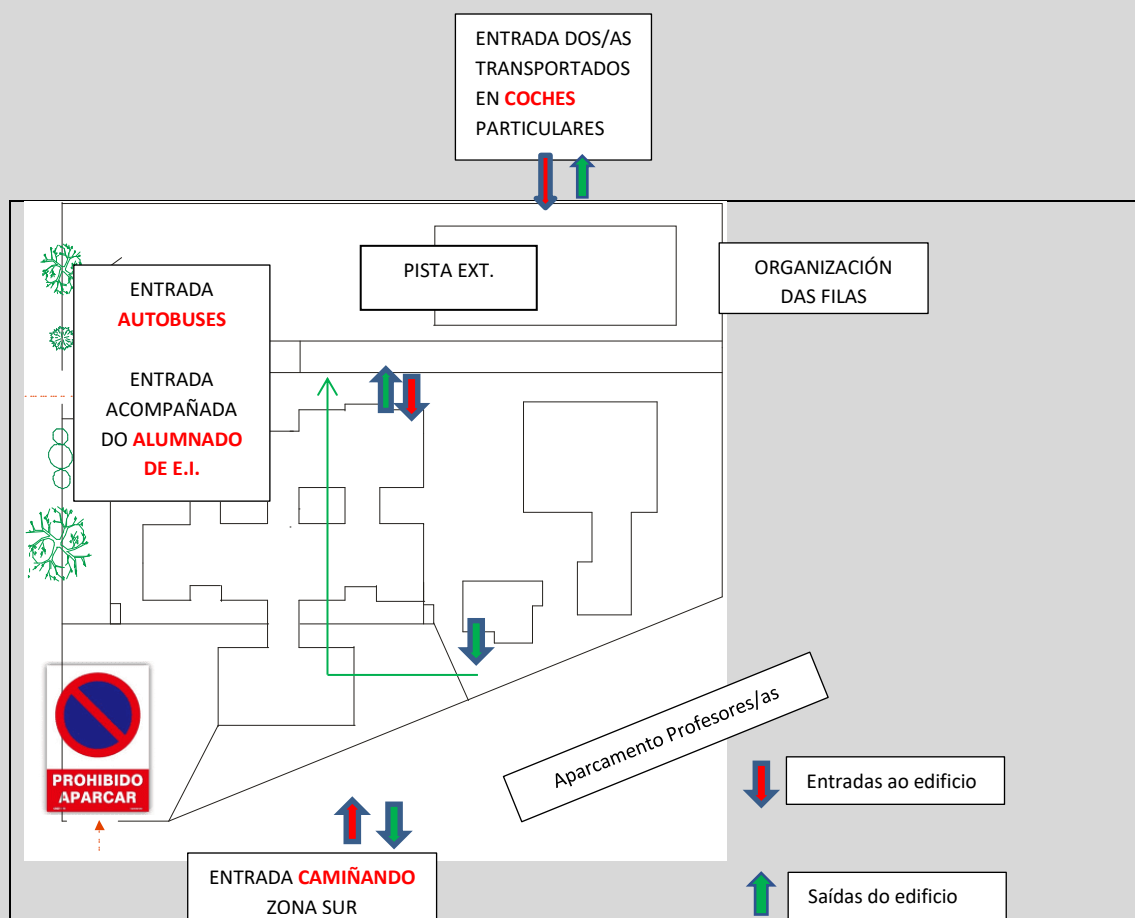 ENTRADA DOS/AS
TRANSPORTADOS
EN COCHES
PARTICULARES
PISTA EXT.
ORGANIZACIÓN
DAS FILAS
ENTRADA
AUTOBUSES
ENTRADA
ACOMPAÑADA
DO ALUMNADO
DE E.I.
PROHIBIDO
APARCAR
Aparcamento Profesores/as
Entradas ao edificio
ENTRADA CAMIÑANDO
ZONA SUR
Saídas do edificio